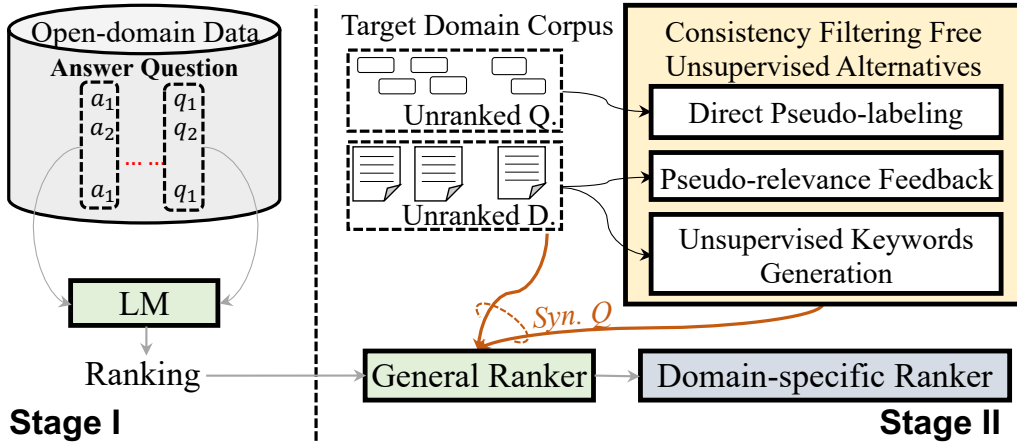 Open-domain Data
Answer Question
a₁ q₁
a₂ q₂
... ...
a₁ q₁
LM
Ranking
Stage I
Target Domain Corpus
Unranked Q.
Unranked D.
Consistency Filtering Free
Unsupervised Alternatives
Direct Pseudo-labeling
Pseudo-relevance Feedback
Unsupervised Keywords
Generation
Syn. Q
General Ranker
Domain-specific Ranker
Stage II